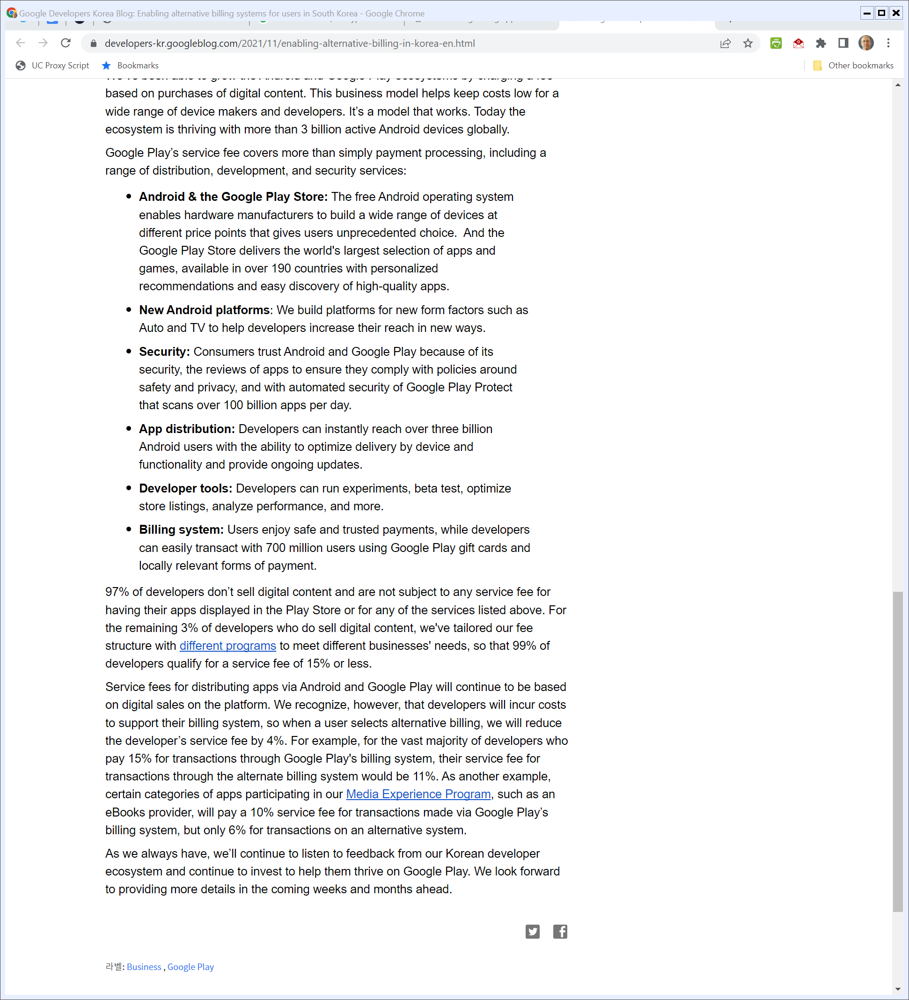 Google Developers Korea Blog: Enabling alternative billing systems for users in South Korea - Google Chrome
developers-kr.googleblog.com/2021/11/enabling-alternative-billing-in-korea-en.html
UC Proxy Script
Bookmarks
Other bookmarks
We've been able to grow the Android and Google Play ecosystems by charging a fee
based on purchases of digital content. This business model helps keep costs low for a
wide range of device makers and developers. It’s a model that works. Today the
ecosystem is thriving with more than 3 billion active Android devices globally.
Google Play’s service fee covers more than simply payment processing, including a
range of distribution, development, and security services:
• Android & the Google Play Store: The free Android operating system
enables hardware manufacturers to build a wide range of devices at
different price points that gives users unprecedented choice.  And the
Google Play Store delivers the world's largest selection of apps and
games, available in over 190 countries with personalized
recommendations and easy discovery of high-quality apps.
• New Android platforms: We build platforms for new form factors such as
Auto and TV to help developers increase their reach in new ways.
• Security: Consumers trust Android and Google Play because of its
security, the reviews of apps to ensure they comply with policies around
safety and privacy, and with automated security of Google Play Protect
that scans over 100 billion apps per day.
• App distribution: Developers can instantly reach over three billion
Android users with the ability to optimize delivery by device and
functionality and provide ongoing updates.
• Developer tools: Developers can run experiments, beta test, optimize
store listings, analyze performance, and more.
• Billing system: Users enjoy safe and trusted payments, while developers
can easily transact with 700 million users using Google Play gift cards and
locally relevant forms of payment.
97% of developers don’t sell digital content and are not subject to any service fee for
having their apps displayed in the Play Store or for any of the services listed above. For
the remaining 3% of developers who do sell digital content, we've tailored our fee
structure with different programs to meet different businesses' needs, so that 99% of
developers qualify for a service fee of 15% or less.
Service fees for distributing apps via Android and Google Play will continue to be based
on digital sales on the platform. We recognize, however, that developers will incur costs
to support their billing system, so when a user selects alternative billing, we will reduce
the developer’s service fee by 4%. For example, for the vast majority of developers who
pay 15% for transactions through Google Play's billing system, their service fee for
transactions through the alternate billing system would be 11%. As another example,
certain categories of apps participating in our Media Experience Program, such as an
eBooks provider, will pay a 10% service fee for transactions made via Google Play’s
billing system, but only 6% for transactions on an alternative system.
As we always have, we’ll continue to listen to feedback from our Korean developer
ecosystem and continue to invest to help them thrive on Google Play. We look forward
to providing more details in the coming weeks and months ahead.
라벨: Business , Google Play